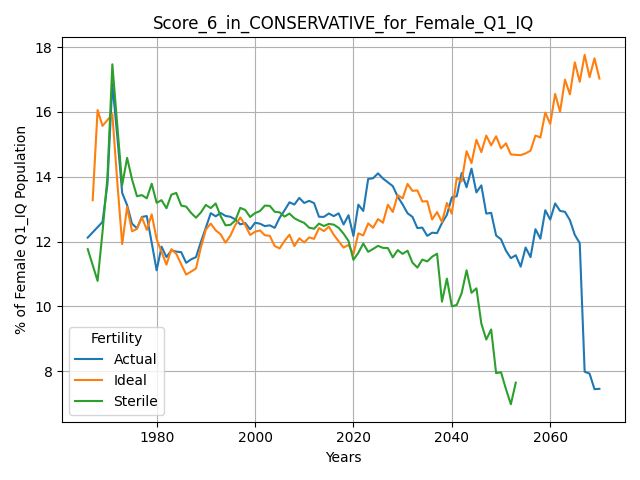 Score_6_in_CONSERVATIVE_for_Female_Q1_IQ
% of Female Q1_IQ Population
18
16
14
12
10
8
Fertility
Actual
Ideal
Sterile
1980
2000
2020
2040
2060
Years